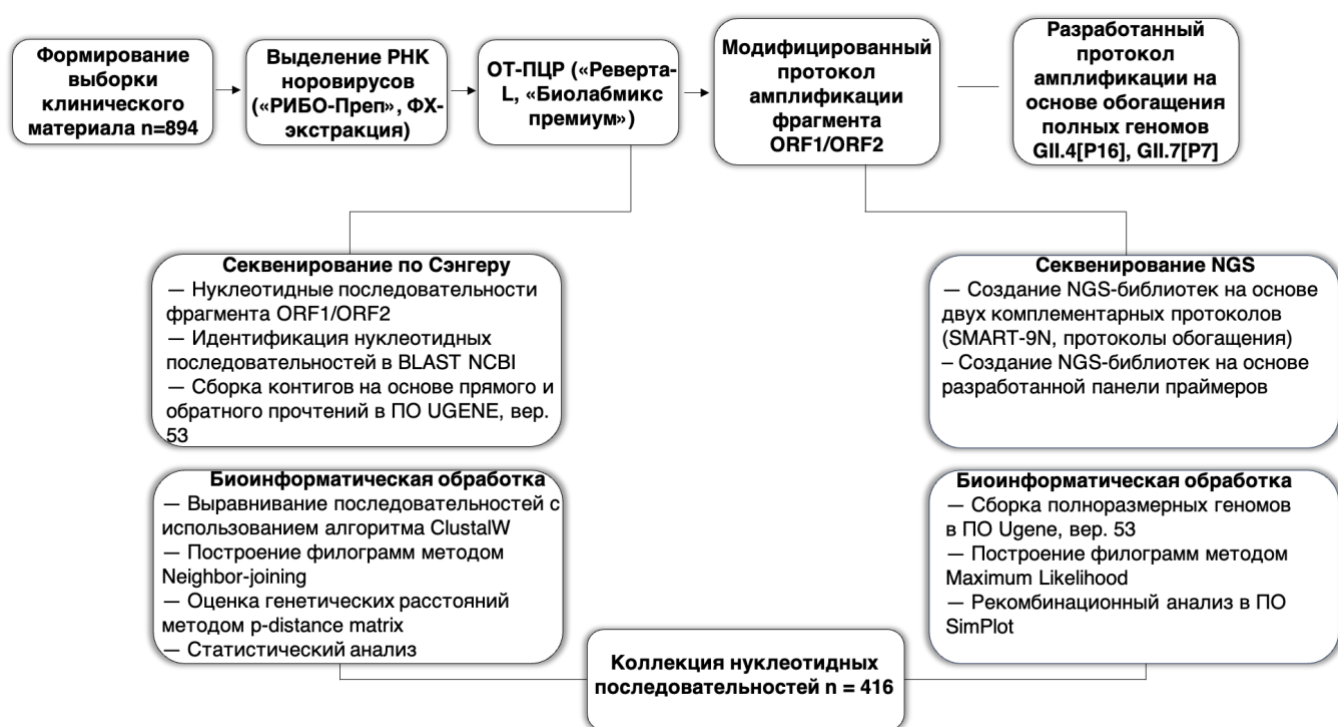 Формирование
выборки
клинического
материала n=894
Выделение РНК
норовирусов
(«РИБО-Преп», ФХ-
экстракция)
ОТ-ПЦР («Реверта-
L, «Биолабмикс
премиум»)
Модифицированный
протокол
амплификации
фрагмента
ORF1/ORF2
Разработанный
протокол
амплификации на
основе обогащения
полных геномов
GII.4[P16], GII.7[P7]
Секвенирование по Сэнгеру
— Нуклеотидные последовательности
фрагмента ORF1/ORF2
— Идентификация нуклеотидных
последовательностей в BLAST NCBI
— Сборка контигов на основе прямого и
обратного прочтений в ПО UGENE, вер.
53
Секвенирование NGS
— Создание NGS-библиотек на основе
двух комплементарных протоколов
(SMART-9N, протоколы обогащения)
– Создание NGS-библиотек на основе
разработанной панели праймеров
Биоинформатическая обработка
— Выравнивание последовательностей с
использованием алгоритма ClustalW
— Построение филограмм методом
Neighbor-joining
— Оценка генетических расстояний
методом p-distance matrix
— Статистический анализ
Биоинформатическая обработка
— Сборка полноразмерных геномов
в ПО Ugene, вер. 53
— Построение филограмм методом
Maximum Likelihood
— Рекомбинационный анализ в ПО
SimPlot
Коллекция нуклеотидных
последовательностей n = 416